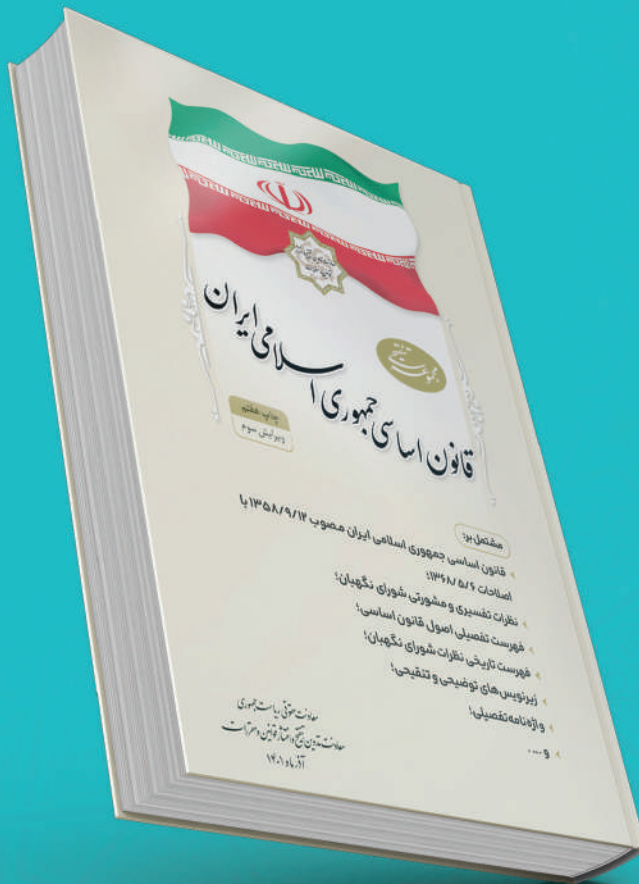 مجموعه تنقیحی
قانون اساسی جمهوری اسلامی ایران
چاپ هفتم
ویرایش سوم
مشتمل بر:
قانون اساسی جمهوری اسلامی ایران مصوب ۱۳۵۸/۹/۱۲ با
اصلاحات ۱۳۶۸/۵/۶؛
نظرات تفسیری و مشورتی شورای نگهبان؛
فهرست تفصیلی اصول قانون اساسی؛
فهرست تاریخی نظرات شورای نگهبان؛
زیرنویس‌های توضیحی و تنقیحی؛
واژه‌نامه تفصیلی؛
و ....
معاونت حقوقی ریاست جمهوری
معاونت تدوین، تنقیح و انتشار قوانین و مقررات
آذر ماه ۱۴۰۱